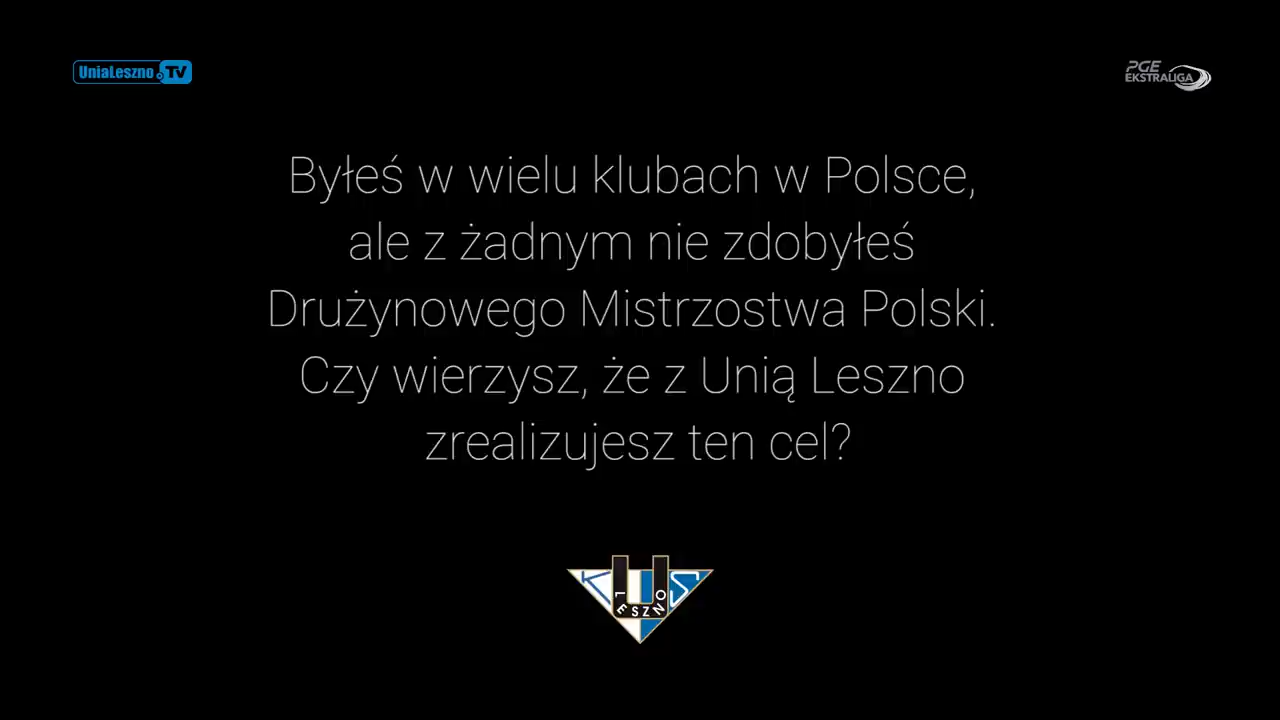 UniaLeszno.TV
PGE
EKSTRALIGA
Byłeś w wielu klubach w Polsce,
ale z żadnym nie zdobyłeś
Drużynowego Mistrzostwa Polski.
Czy wierzysz, że z Unią Leszno
zrealizujesz ten cel?
K U S
LESZNO